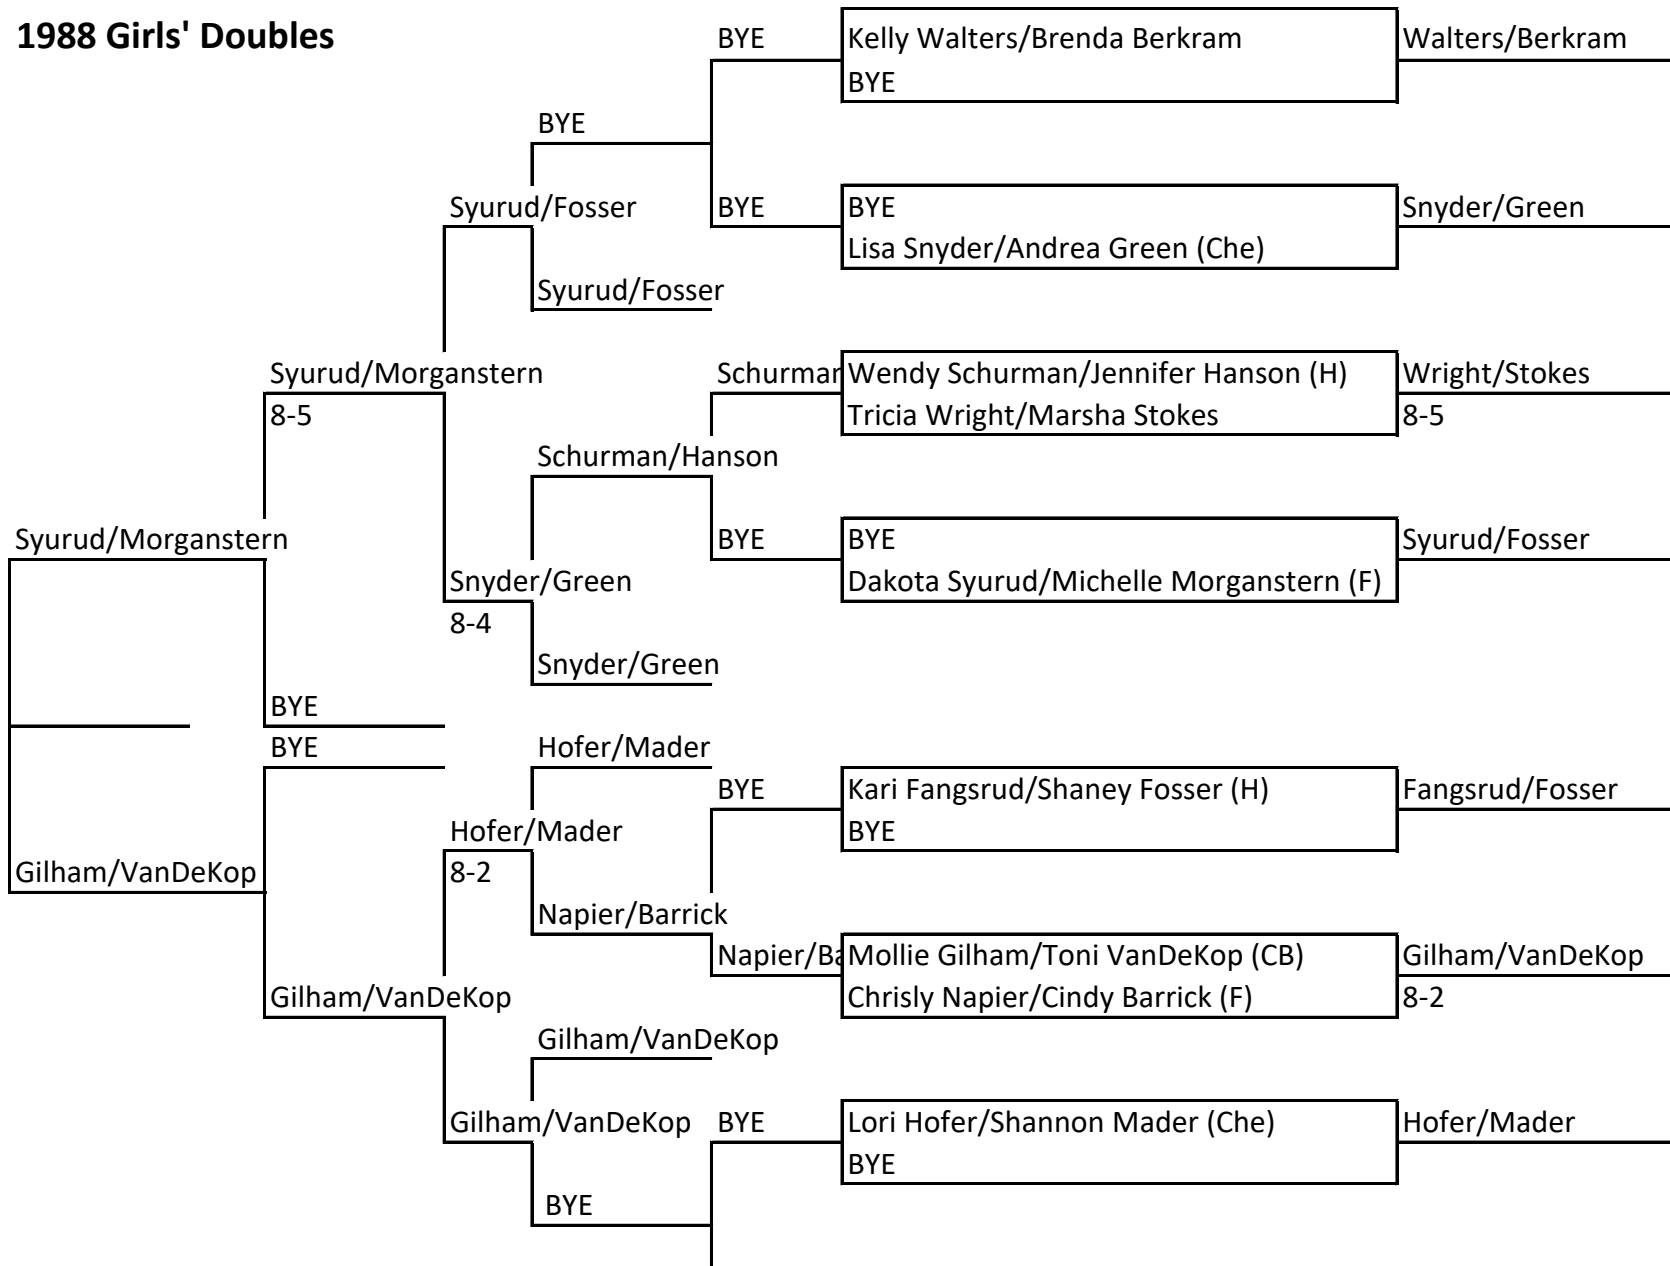 1988 Girls' Doubles
BYE
Kelly Walters/Brenda Berkram
Walters/Berkram
BYE
BYE
Syurud/Fosser
BYE
BYE
Snyder/Green
Lisa Snyder/Andrea Green (Che)
Syurud/Fosser
Syurud/Morganstern
Schurman
Wendy Schurman/Jennifer Hanson (H)
Wright/Stokes
8-5
Tricia Wright/Marsha Stokes
8-5
Schurman/Hanson
Syurud/Morganstern
BYE
BYE
Syurud/Fosser
Snyder/Green
Dakota Syurud/Michelle Morganstern (F)
8-4
Snyder/Green
BYE
BYE
Hofer/Mader
BYE
Kari Fangsrud/Shaney Fosser (H)
Fangsrud/Fosser
Hofer/Mader
BYE
Gilham/VanDeKop
8-2
Napier/Barrick
Napier/Ba
Mollie Gilham/Toni VanDeKop (CB)
Gilham/VanDeKop
Gilham/VanDeKop
Chrisly Napier/Cindy Barrick (F)
8-2
Gilham/VanDeKop
Gilham/VanDeKop
BYE
Lori Hofer/Shannon Mader (Che)
Hofer/Mader
BYE
BYE